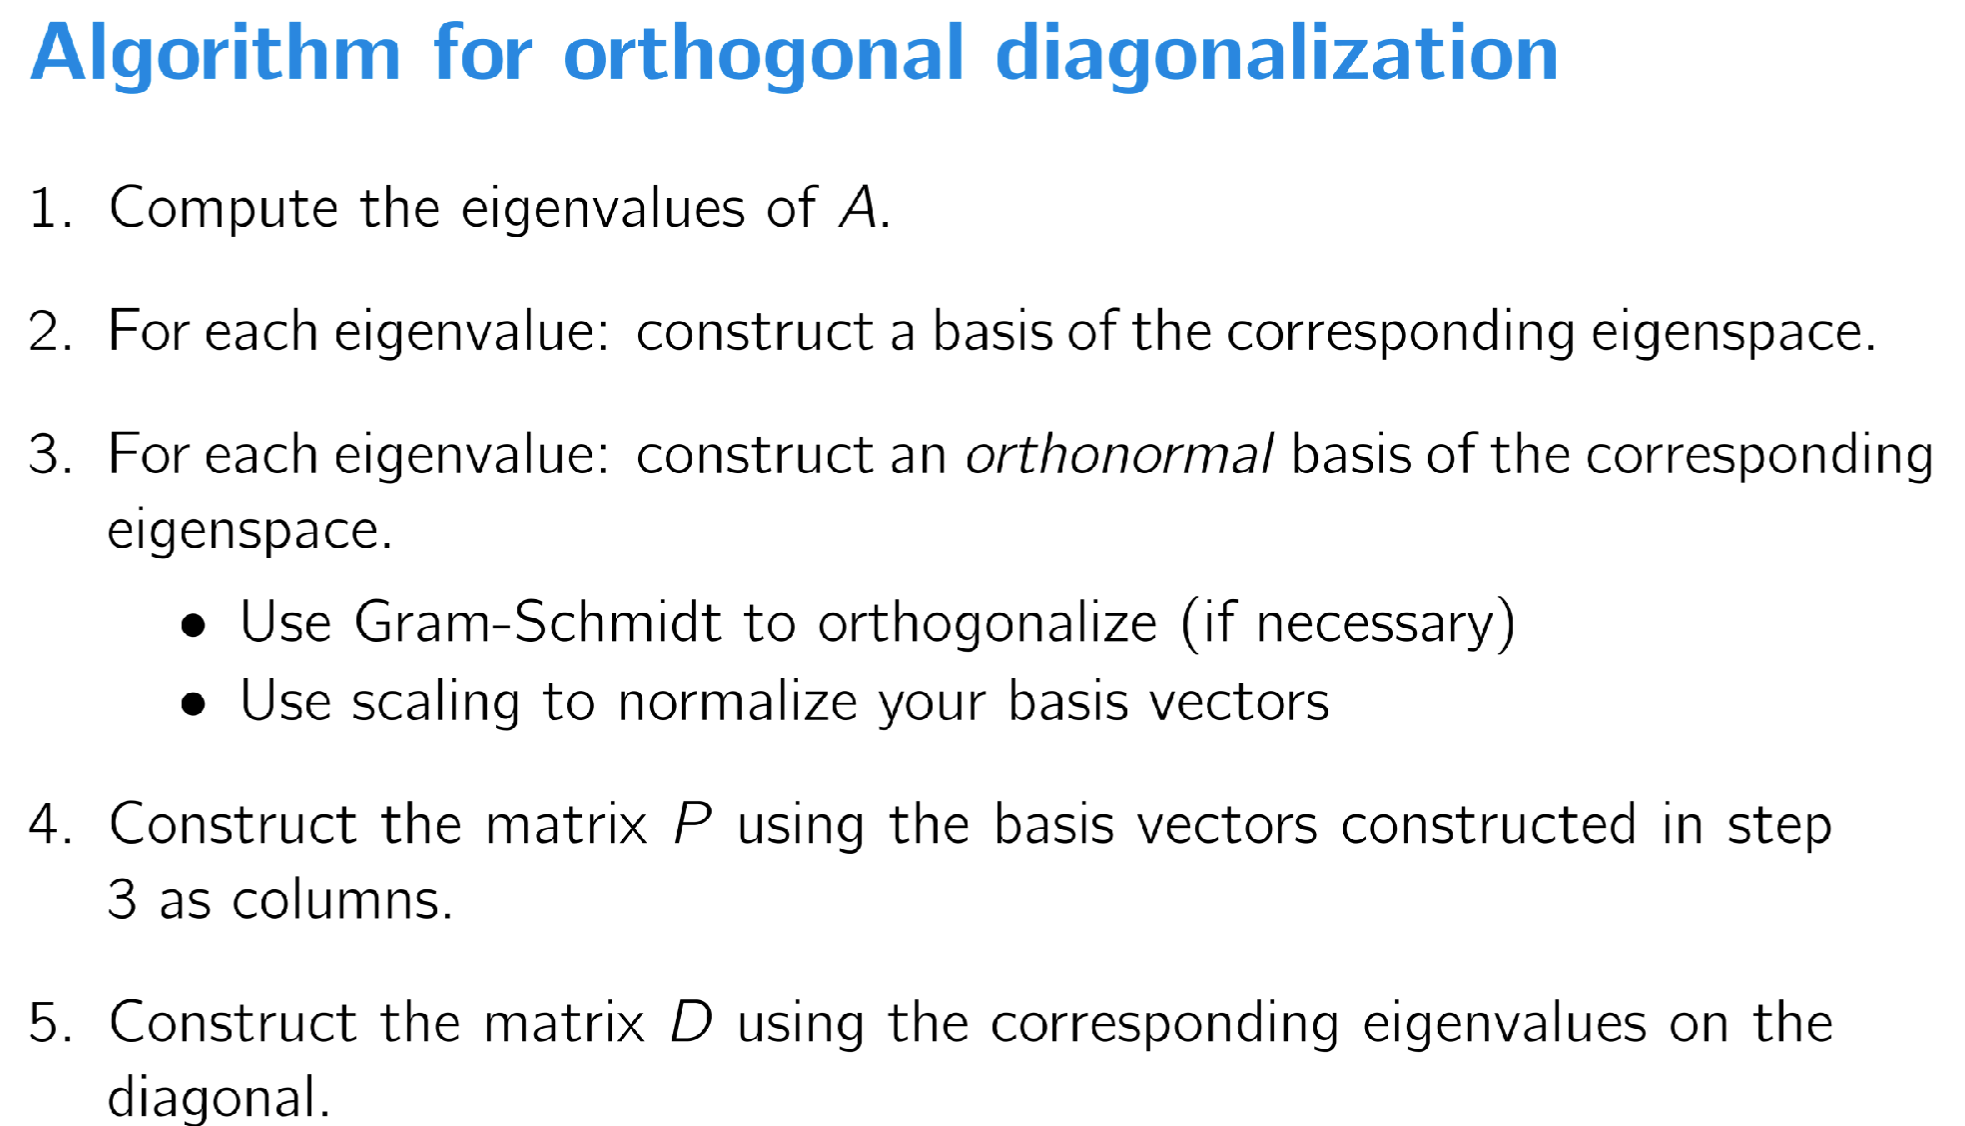 Algorithm for orthogonal diagonalization
1. Compute the eigenvalues of A.
2. For each eigenvalue: construct a basis of the corresponding eigenspace.
3. For each eigenvalue: construct an orthonormal basis of the corresponding
eigenspace.
• Use Gram-Schmidt to orthogonalize (if necessary)
• Use scaling to normalize your basis vectors
4. Construct the matrix P using the basis vectors constructed in step
3 as columns.
5. Construct the matrix D using the corresponding eigenvalues on the
diagonal.